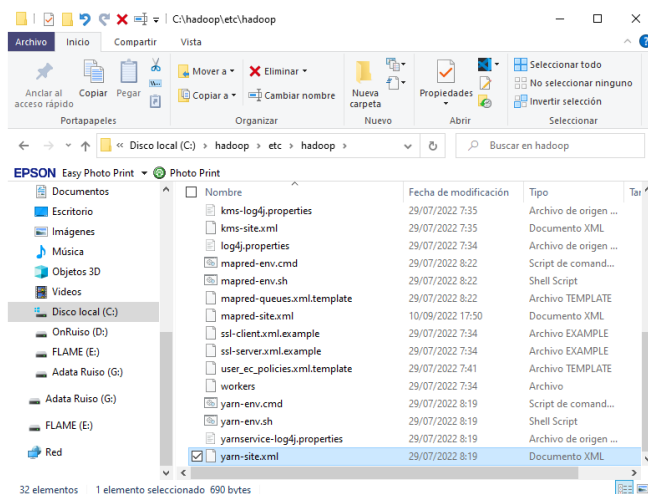 C:\hadoop\etc\hadoop
Archivo Inicio Compartir Vista
Anclar al acceso rápido
Copiar
Pegar
Portapapeles
Mover a
Copiar a
Eliminar
Cambiar nombre
Organizar
Nueva carpeta
Nuevo
Propiedades
Abrir
Seleccionar todo
No seleccionar ninguno
Invertir selección
Seleccionar
« Disco local (C:) > hadoop > etc > hadoop >
Buscar en hadoop
EPSON Easy Photo Print Photo Print
Documentos
Escritorio
Imágenes
Música
Objetos 3D
Videos
Disco local (C:)
OnRuiso (D:)
FLAME (E:)
Adata Ruiso (G:)
Adata Ruiso (G:)
FLAME (E:)
Red
Nombre Fecha de modificación Tipo Tar
kms-log4j.properties 29/07/2022 7:35 Archivo de origen ...
kms-site.xml 29/07/2022 7:35 Documento XML
log4j.properties 29/07/2022 7:34 Archivo de origen ...
mapred-env.cmd 29/07/2022 8:22 Script de comand...
mapred-env.sh 29/07/2022 8:22 Shell Script
mapred-queues.xml.template 29/07/2022 8:22 Archivo TEMPLATE
mapred-site.xml 10/09/2022 17:50 Documento XML
ssl-client.xml.example 29/07/2022 7:34 Archivo EXAMPLE
ssl-server.xml.example 29/07/2022 7:34 Archivo EXAMPLE
user_ec_policies.xml.template 29/07/2022 7:41 Archivo TEMPLATE
workers 29/07/2022 7:34 Archivo
yarn-env.cmd 29/07/2022 8:19 Script de comand...
yarn-env.sh 29/07/2022 8:19 Shell Script
yarnservice-log4j.properties 29/07/2022 8:19 Archivo de origen ...
yarn-site.xml 29/07/2022 8:19 Documento XML
32 elementos 1 elemento seleccionado 690 bytes